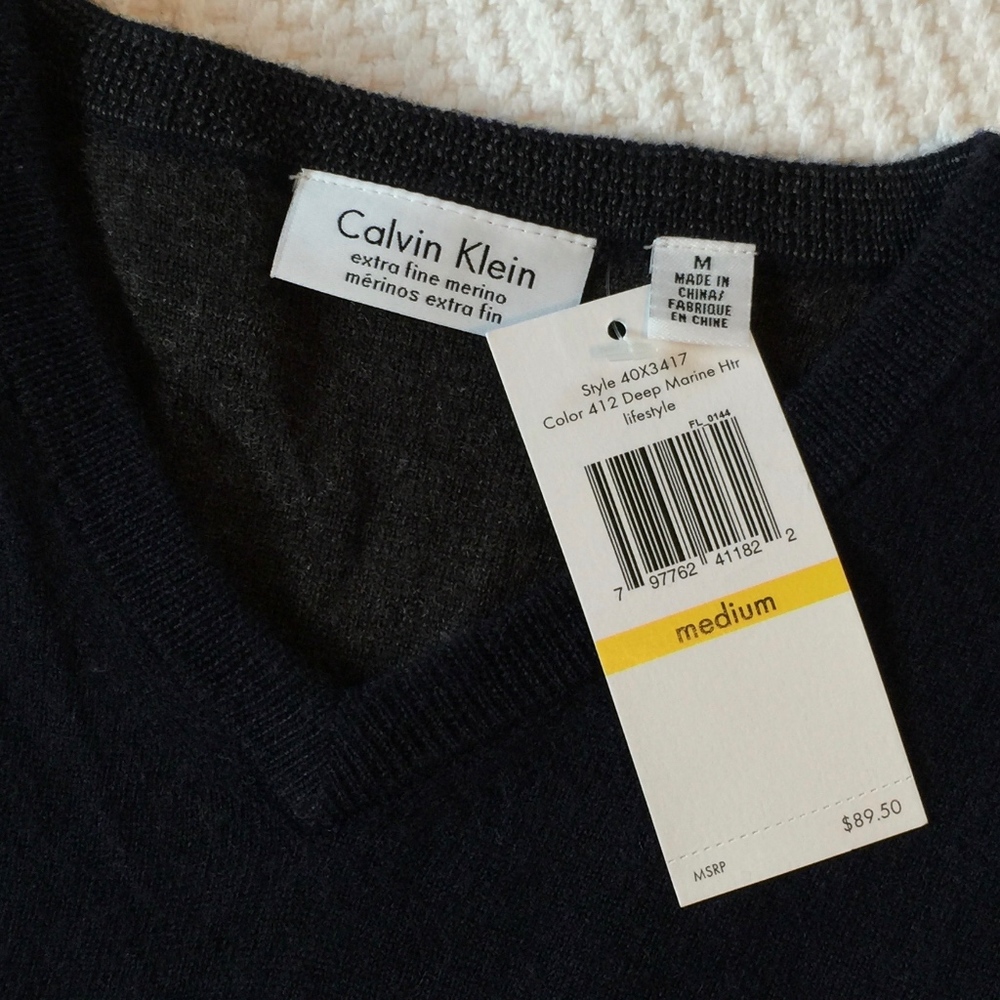 Calvin Klein
extra fine merino
mérinos extra fin
M
MADE IN
CHINA/
FABRIQUÉ
EN CHINE
Style 40X3417
Color 412 Deep Marine Htr
lifestyle
FL_0144
7 97762 41182 2
medium
$89.50
MSRP